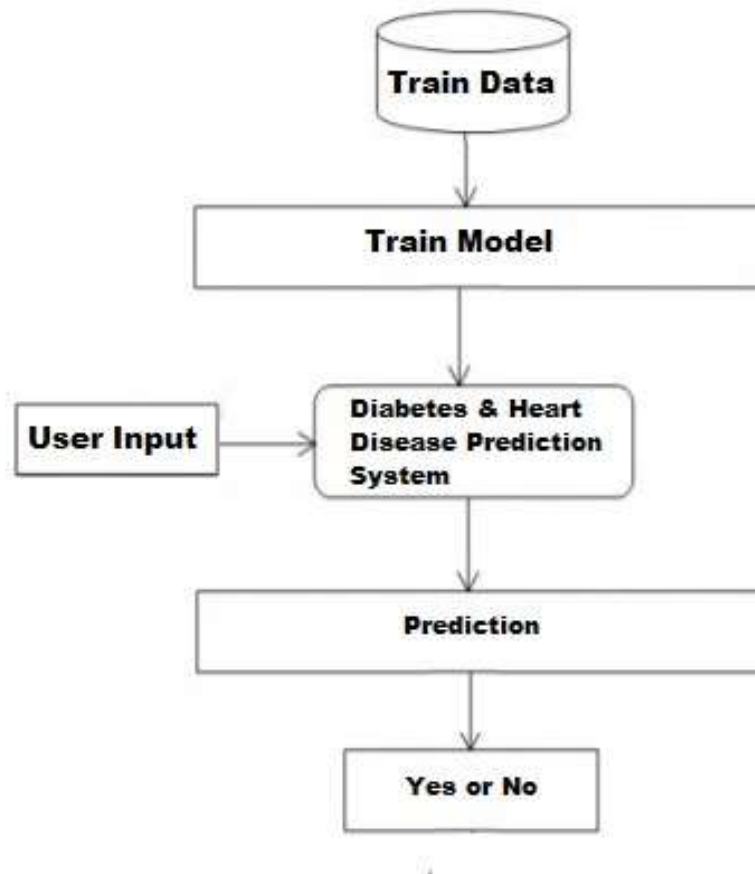 Train Data
Train Model
User Input
Diabetes & Heart
Disease Prediction
System
Prediction
Yes or No